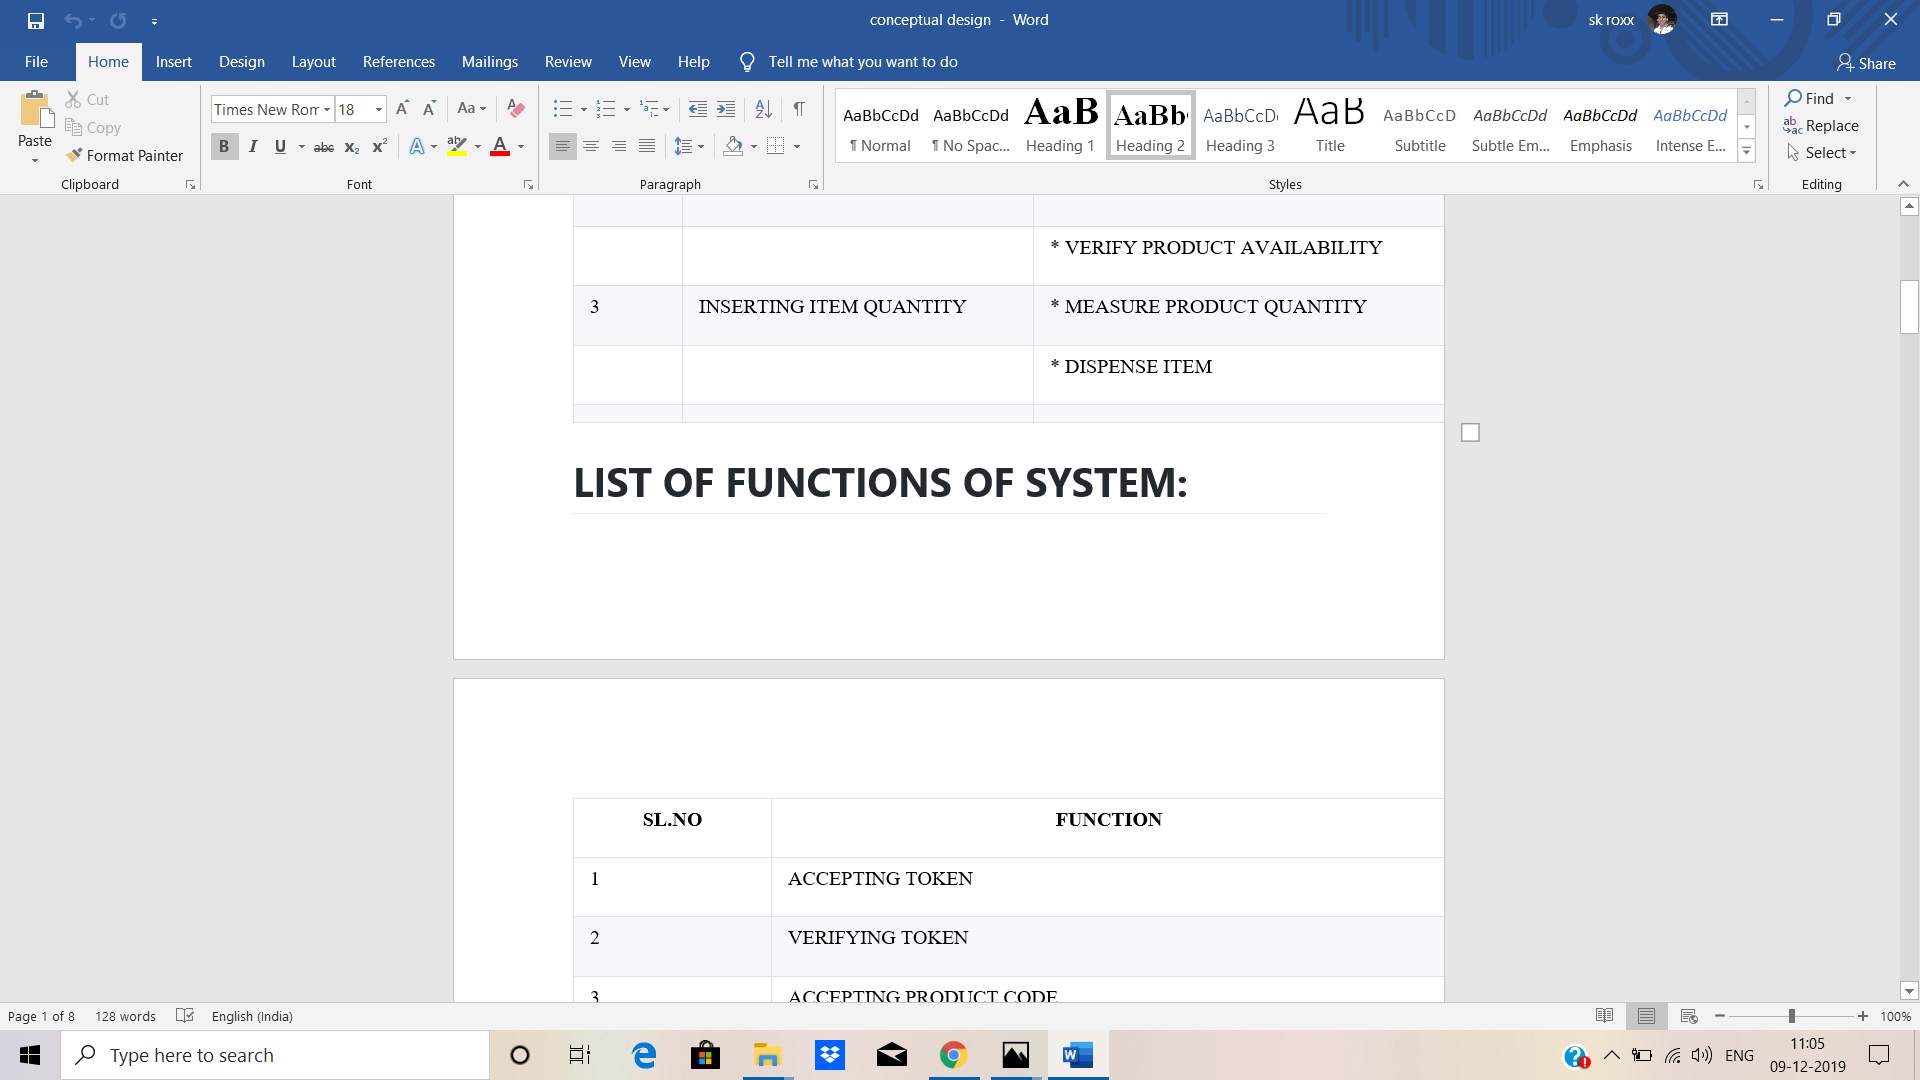 conceptual design - Word
sk roxx
File Home Insert Design Layout References Mailings Review View Help Tell me what you want to do Share
Paste Cut Copy Format Painter Clipboard
Times New Ron 18 Aa
B I U abc x₂ x² A A
Font
Paragraph
AaBbCcDd ¶ Normal
AaBbCcDd ¶ No Spac...
AaB Heading 1
AaBb Heading 2
AaBbCcD Heading 3
AaB Title
AaBbCcD Subtitle
AaBbCcDd Subtle Em...
AaBbCcDd Emphasis
AaBbCcDd Intense E...
Styles
Find
Replace
Select
Editing
* VERIFY PRODUCT AVAILABILITY
3 INSERTING ITEM QUANTITY * MEASURE PRODUCT QUANTITY
* DISPENSE ITEM
LIST OF FUNCTIONS OF SYSTEM:
SL.NO FUNCTION
1 ACCEPTING TOKEN
2 VERIFYING TOKEN
3 ACCEPTING PRODUCT CODE
Page 1 of 8 128 words English (India) 100%
Type here to search
ENG
11:05
09-12-2019